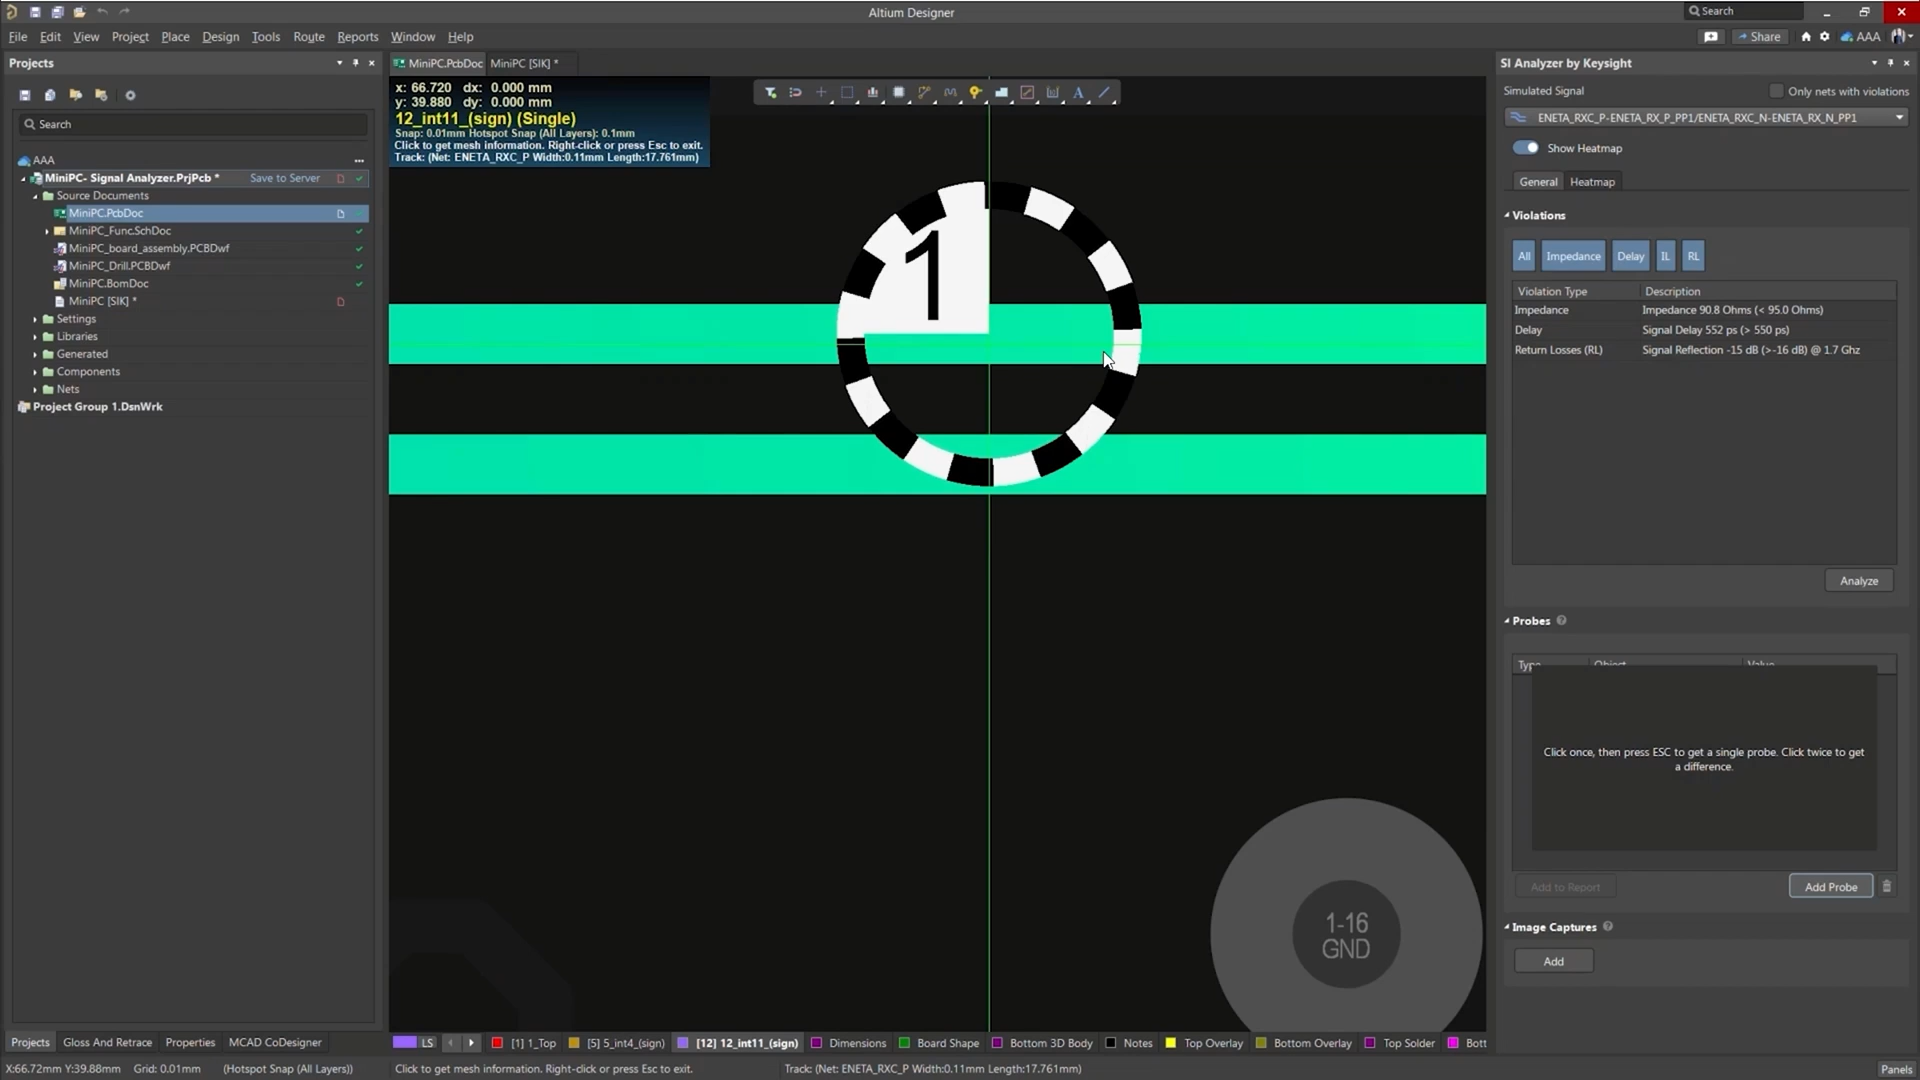 Altium Designer
Search
File Edit View Project Place Design Tools Route Reports Window Help
Share
AAA
Projects
MiniPC.PcbDoc
MiniPC [SIK] *
SI Analyzer by Keysight
Search
AAA
MiniPC- Signal Analyzer.PrjPcb * Save to Server
Source Documents
MiniPC.PcbDoc
MiniPC_Func.SchDoc
MiniPC_board_assembly.PCBDwf
MiniPC_Drill.PCBDwf
MiniPC.BomDoc
MiniPC [SIK] *
Settings
Libraries
Generated
Components
Nets
Project Group 1.DsnWrk
x: 66.720 dx: 0.000 mm
y: 39.880 dy: 0.000 mm
12_int11_(sign) (Single)
Snap: 0.01mm Hotspot Snap (All Layers): 0.1mm
Click to get mesh information. Right-click or press Esc to exit.
Track: (Net: ENETA_RXC_P Width:0.11mm Length:17.761mm)
1
1-16
GND
Simulated Signal
Only nets with violations
ENETA_RXC_P-ENETA_RX_P_PP1/ENETA_RXC_N-ENETA_RX_N_PP1
Show Heatmap
General Heatmap
Violations
All Impedance Delay IL RL
Violation Type Description
Impedance Impedance 90.8 Ohms (< 95.0 Ohms)
Delay Signal Delay 552 ps (> 550 ps)
Return Losses (RL) Signal Reflection -15 dB (>-16 dB) @ 1.7 Ghz
Analyze
Probes
Type Object Value
Click once, then press ESC to get a single probe. Click twice to get
a difference.
Add to Report
Add Probe
Image Captures
Add
Projects Gloss And Retrace Properties MCAD CoDesigner
LS [1] 1_Top [5] 5_int4_(sign) [12] 12_int11_(sign) Dimensions Board Shape Bottom 3D Body Notes Top Overlay Bottom Overlay Top Solder Bott
X:66.72mm Y:39.88mm Grid: 0.01mm (Hotspot Snap (All Layers)) Click to get mesh information. Right-click or press Esc to exit. Track: (Net: ENETA_RXC_P Width:0.11mm Length:17.761mm)
Panels